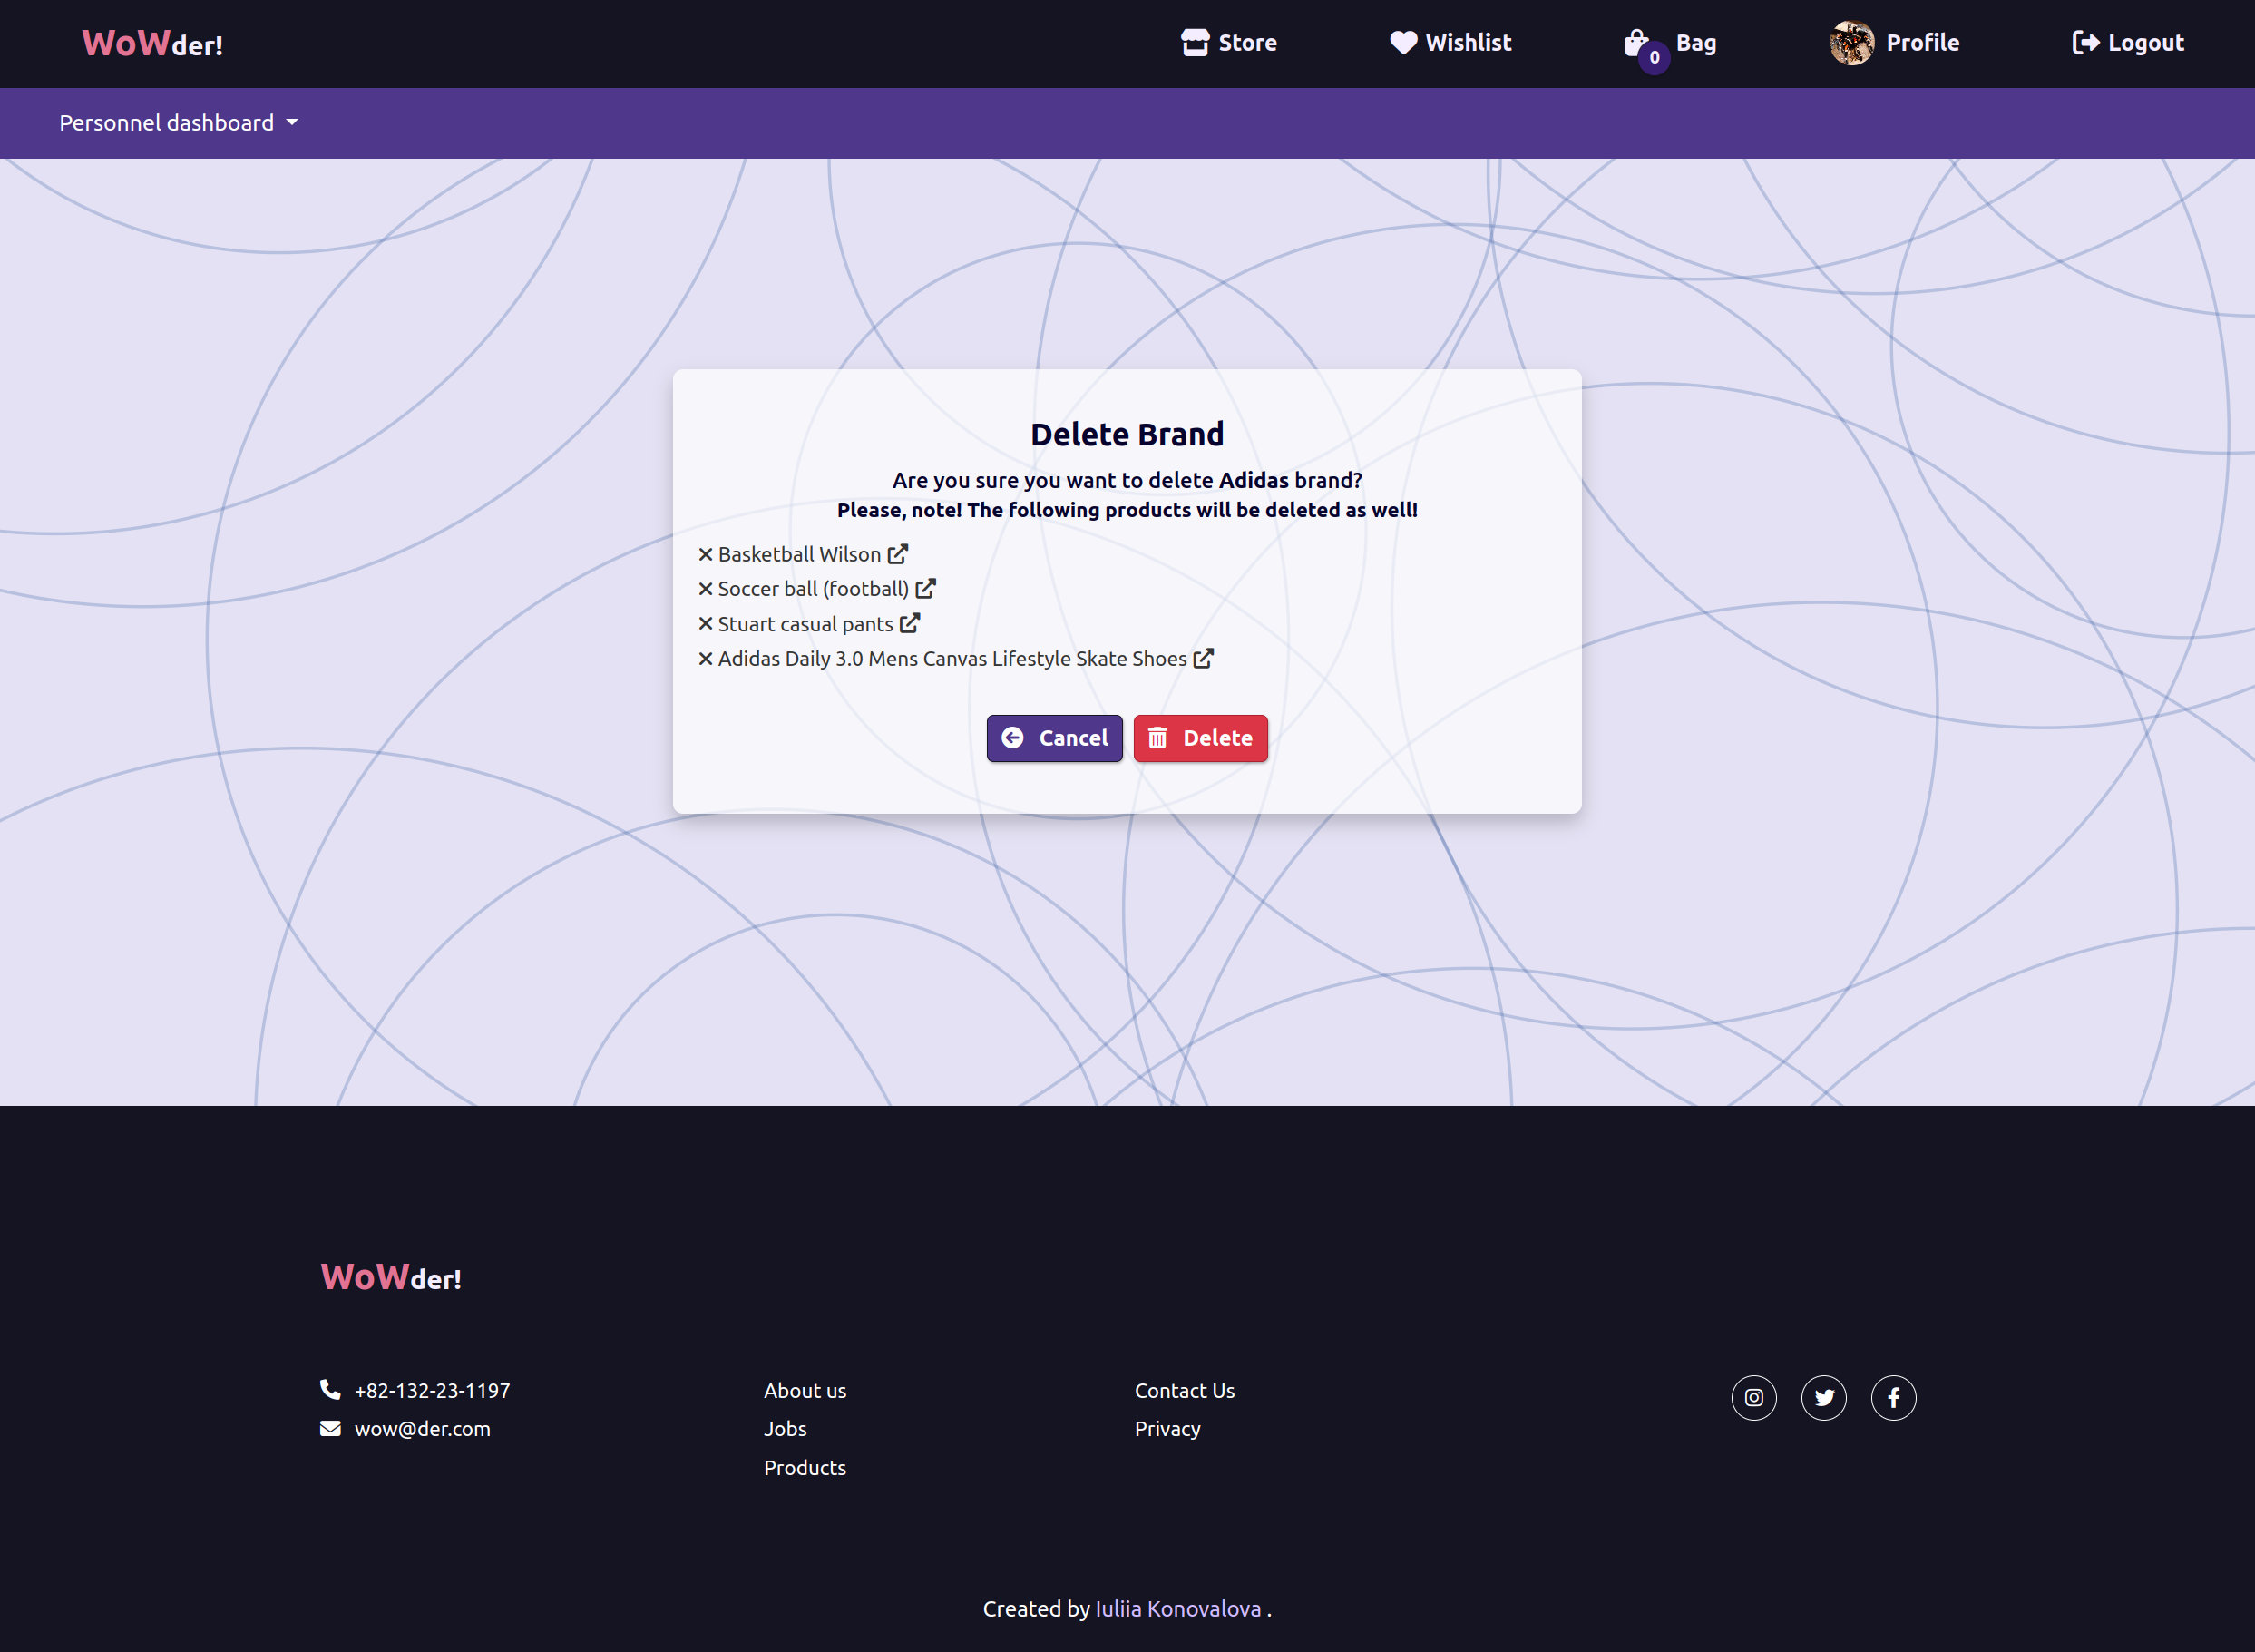 WoWder! Store Wishlist 0 Bag Profile Logout
Personnel dashboard
Delete Brand
Are you sure you want to delete Adidas brand?
Please, note! The following products will be deleted as well!
Basketball Wilson
Soccer ball (football)
Stuart casual pants
Adidas Daily 3.0 Mens Canvas Lifestyle Skate Shoes
Cancel Delete
WoWder!
+82-132-23-1197 About us Contact Us
wow@der.com Jobs Privacy
Products
Created by Iuliia Konovalova .